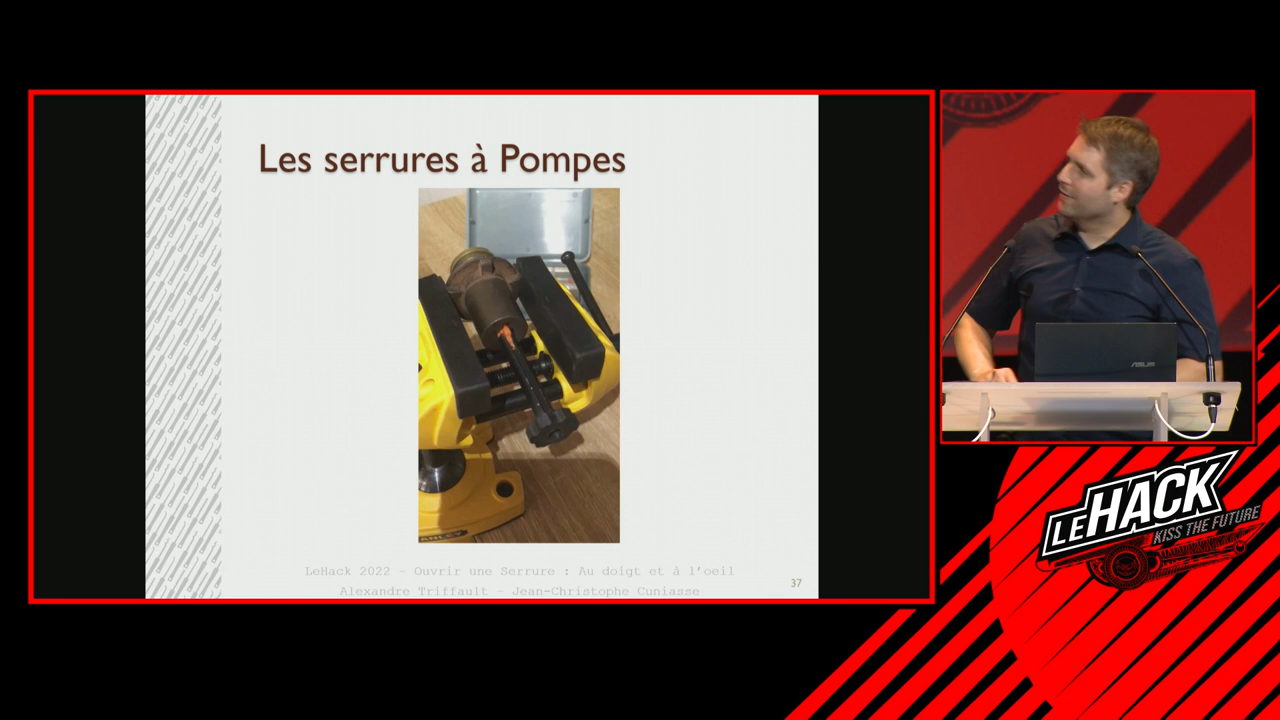 Les serrures à Pompes
LeHack 2022 - Ouvrir une Serrure : Au doigt et à l'oeil
Alexandre Triffault - Jean-Christophe Cuniasse
37
ASUS
LEHACK
KISS THE FUTURE